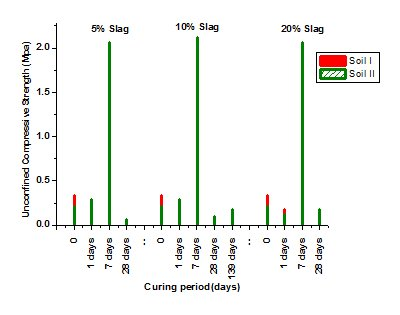 5% Slag
10% Slag
20% Slag
Soil I
Soil II
Unconfined Compressive Strength (Mpa)
2.0
1.5
1.0
0.5
0.0
0
1 days
7 days
28 days
--
0
1 days
7 days
28 days
139 days
--
0
1 days
7 days
28 days
Curing period(days)